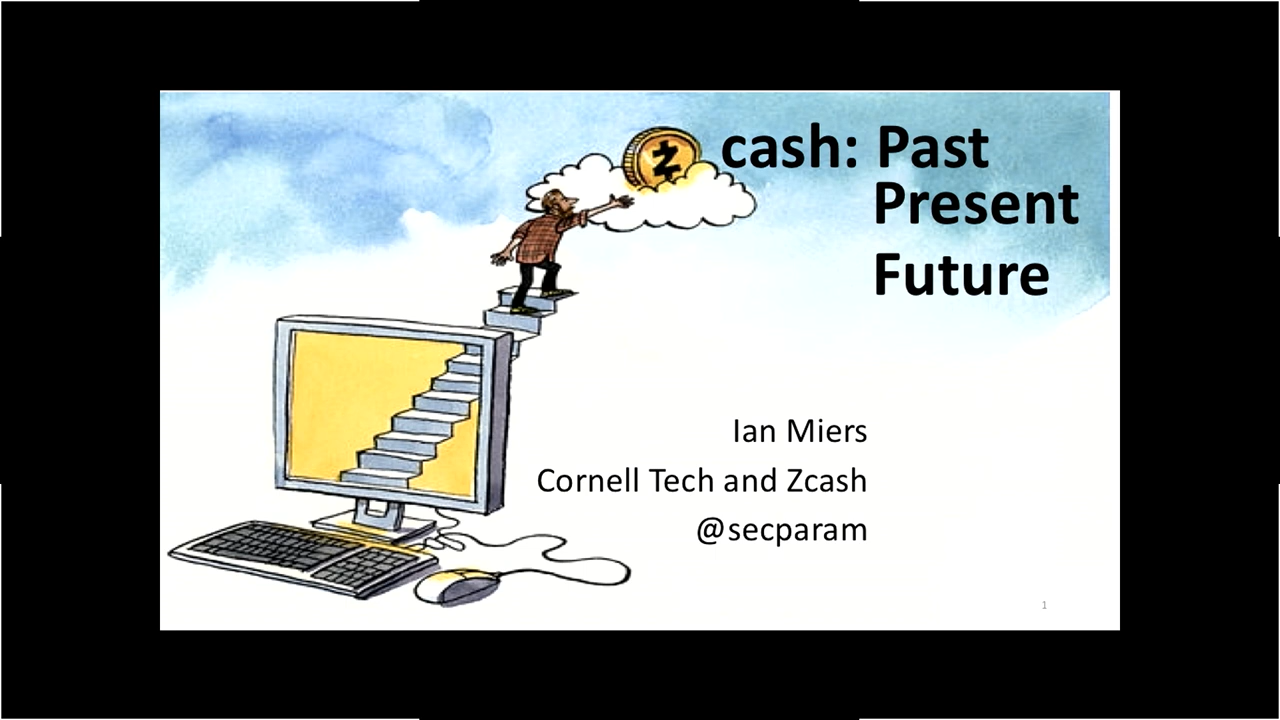 cash: Past
Present
Future
Ian Miers
Cornell Tech and Zcash
@secparam
1